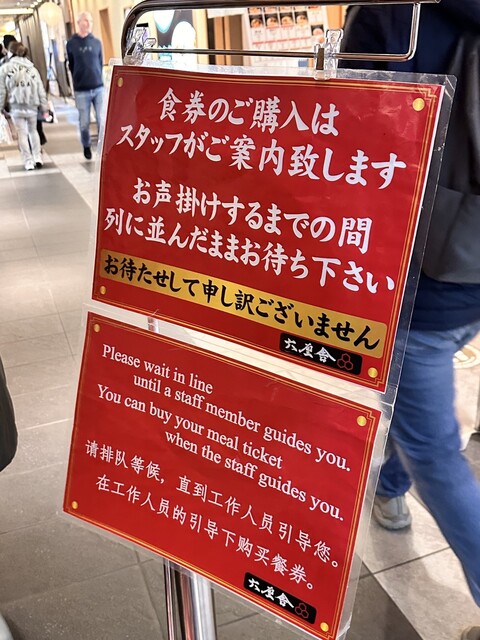 食券のご購入は
スタッフがご案内致します
お声掛けするまでの間
列に並んだままお待ち下さい
お待たせして申し訳ございません
六厘舎
Please wait in line
until a staff member guides you.
You can buy your meal ticket
when the staff guides you.
请排队等候，直到工作人员引导您。
在工作人员的引导下购买餐券。
六厘舎